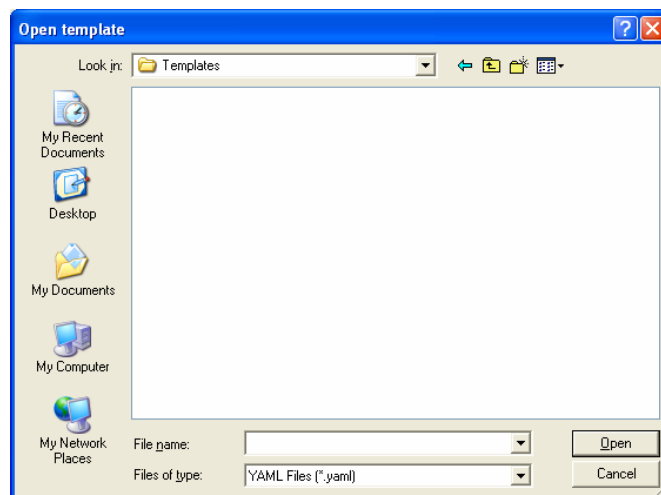 Open template
Look in:
Templates
My Recent
Documents
Desktop
My Documents
My Computer
My Network
Places
File name:
Open
Files of type:
YAML Files (*.yaml)
Cancel